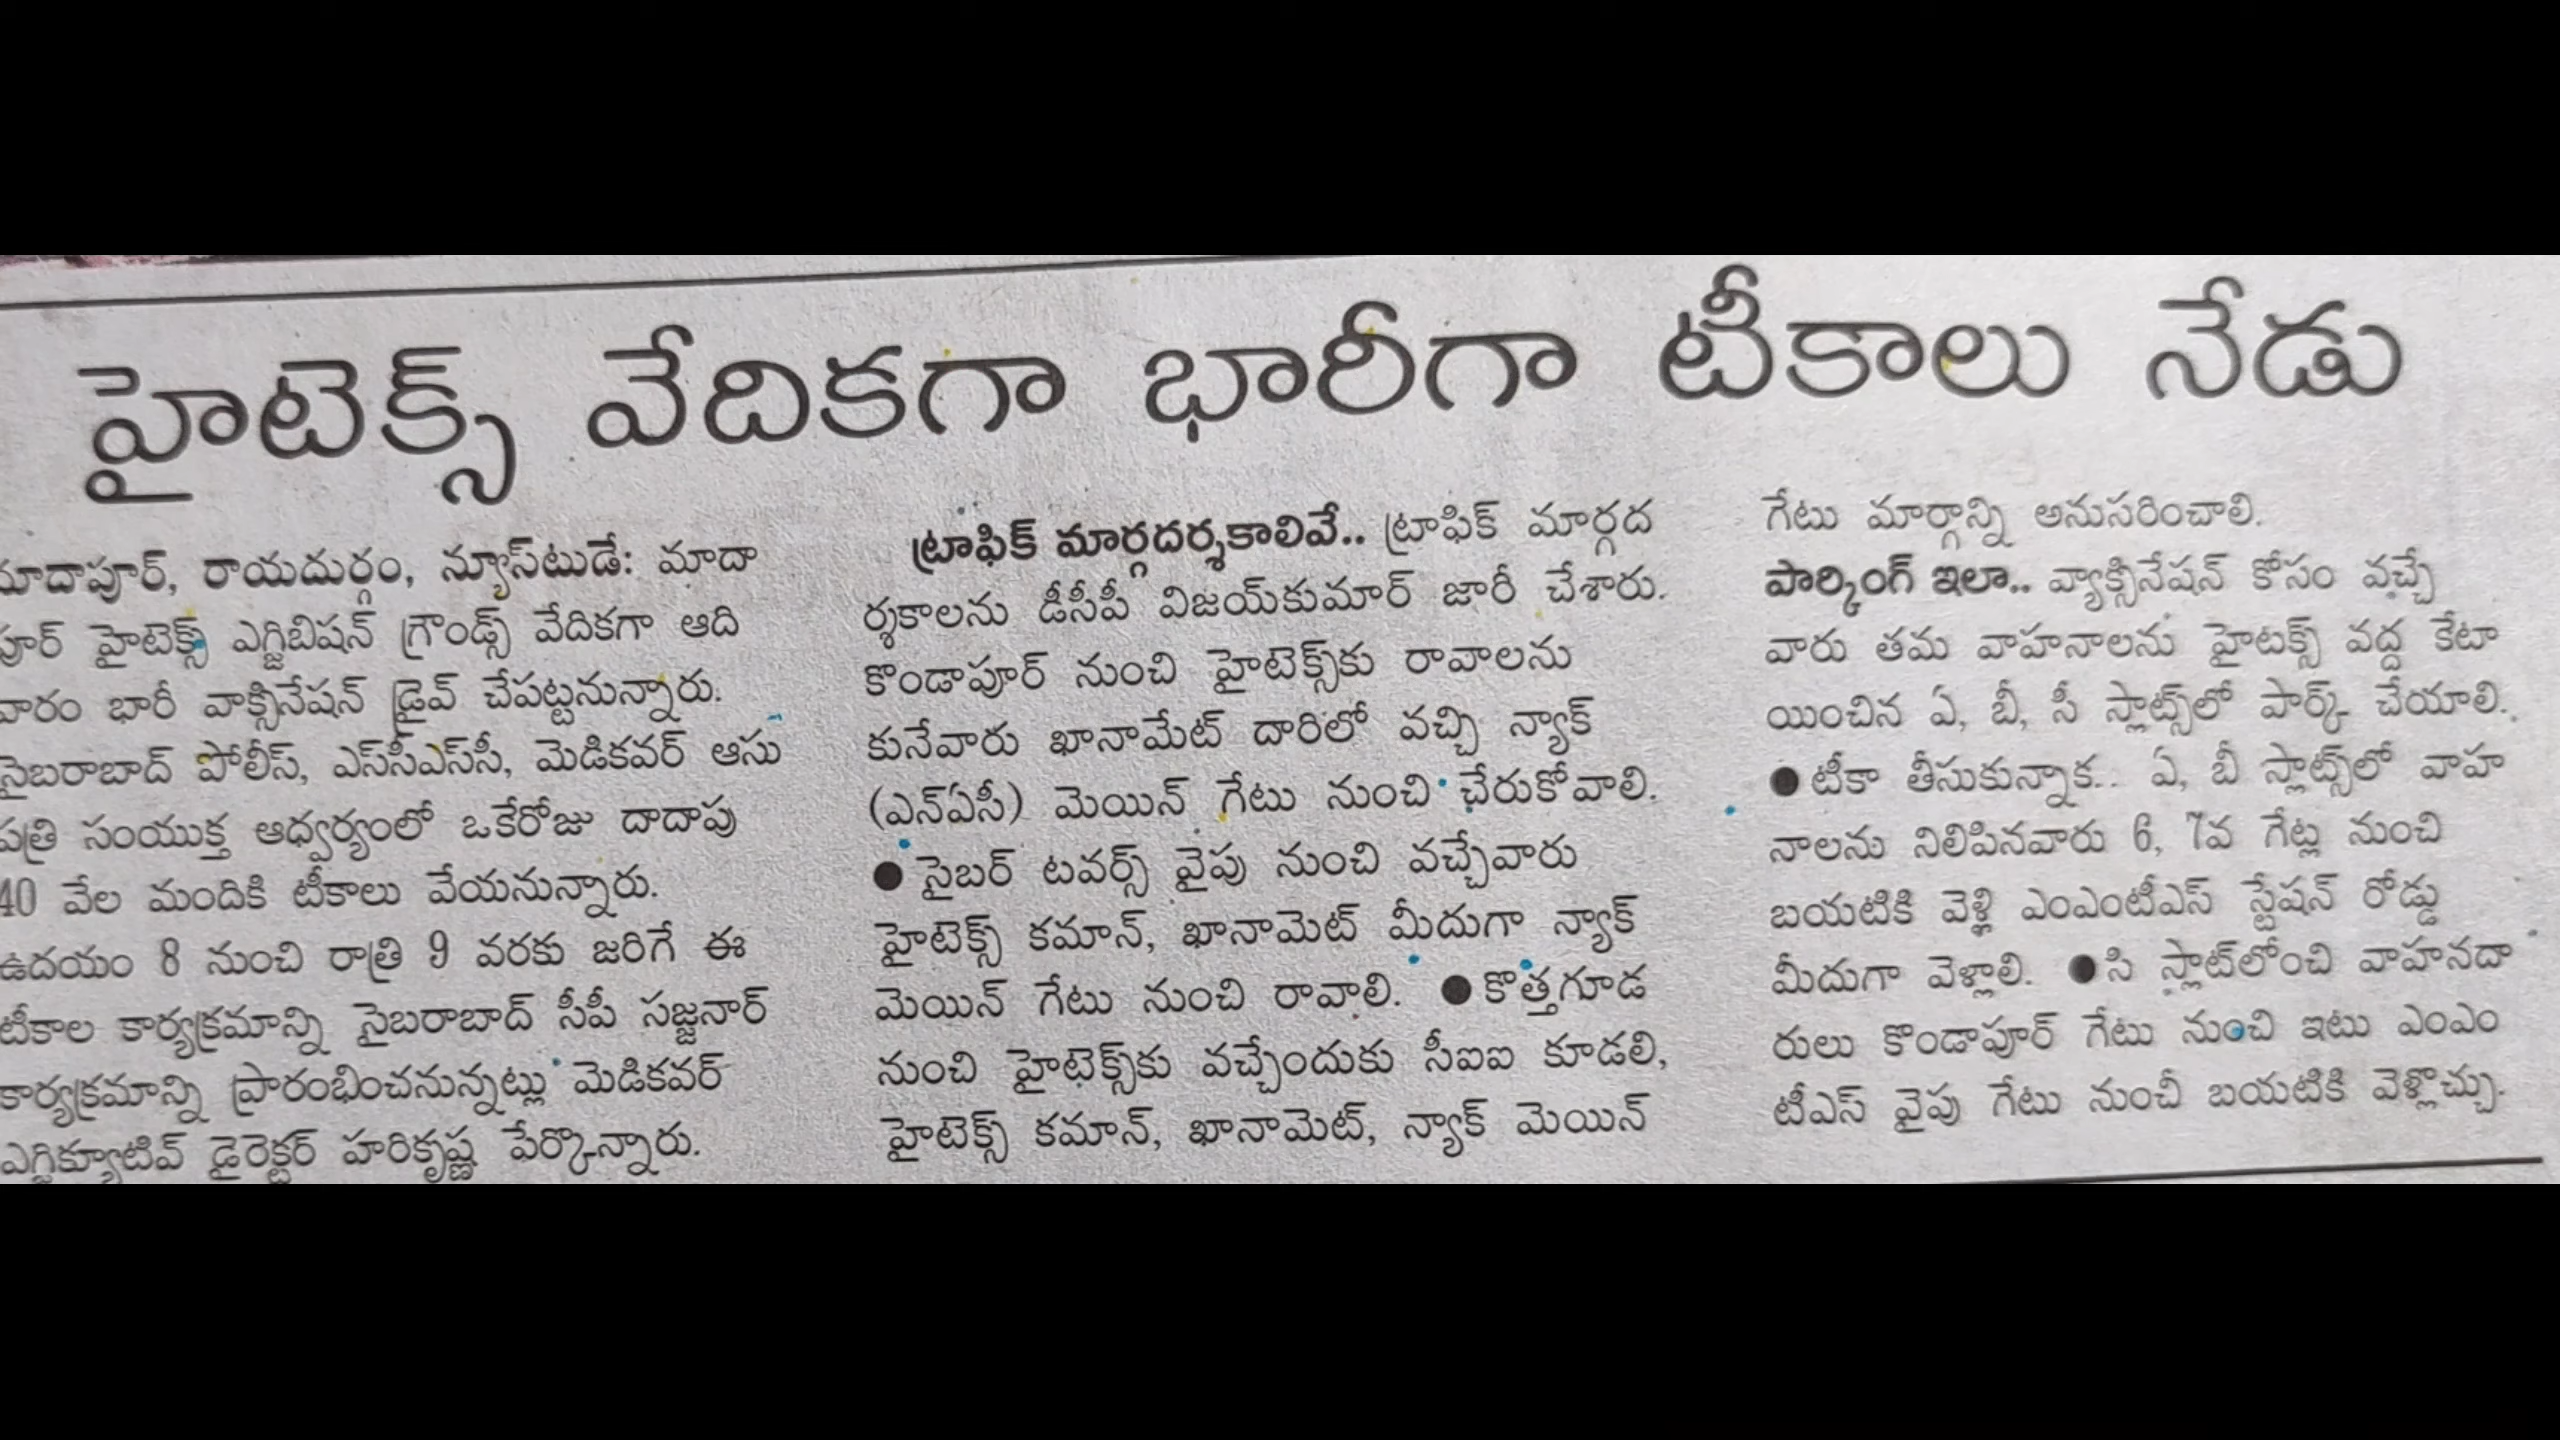 హైటెక్స్ వేదికగా భారీగా టీకాలు నేడు
మాదాపూర్, రాయదుర్గం, న్యూస్‌టుడే: మాదా
పూర్ హైటెక్స్ ఎగ్జిబిషన్ గ్రౌండ్స్ వేదికగా ఆది
వారం భారీ వాక్సినేషన్ డ్రైవ్ చేపట్టనున్నారు.
సైబరాబాద్ పోలీస్, ఎస్‌సీఎస్‌సీ, మెడికవర్ ఆసు
పత్రి సంయుక్త ఆధ్వర్యంలో ఒకేరోజు దాదాపు
40 వేల మందికి టీకాలు వేయనున్నారు.
ఉదయం 8 నుంచి రాత్రి 9 వరకు జరిగే ఈ
టీకాల కార్యక్రమాన్ని సైబరాబాద్ సీపీ సజ్జనార్
కార్యక్రమాన్ని ప్రారంభించనున్నట్లు మెడికవర్
ఎగ్జిక్యూటివ్ డైరెక్టర్ హరికృష్ణ పేర్కొన్నారు.
ట్రాఫిక్ మార్గదర్శకాలివే.. ట్రాఫిక్ మార్గద
ర్శకాలను డీసీపీ విజయ్‌కుమార్ జారీ చేశారు.
కొండాపూర్ నుంచి హైటెక్స్‌కు రావాలను
కునేవారు ఖానామేట్ దారిలో వచ్చి న్యాక్
(ఎన్ఏసీ) మెయిన్ గేటు నుంచి చేరుకోవాలి.
● సైబర్ టవర్స్ వైపు నుంచి వచ్చేవారు
హైటెక్స్ కమాన్, ఖానామెట్ మీదుగా న్యాక్
మెయిన్ గేటు నుంచి రావాలి. ● కొత్తగూడ
నుంచి హైటెక్స్‌కు వచ్చేందుకు సీఐఐ కూడలి,
హైటెక్స్ కమాన్, ఖానామెట్, న్యాక్ మెయిన్
గేటు మార్గాన్ని అనుసరించాలి.
పార్కింగ్ ఇలా.. వ్యాక్సినేషన్ కోసం వచ్చే
వారు తమ వాహనాలను హైటక్స్ వద్ద కేటా
యించిన ఏ, బీ, సీ స్లాట్స్‌లో పార్క్ చేయాలి.
● టీకా తీసుకున్నాక.. ఏ, బీ స్లాట్స్‌లో వాహ
నాలను నిలిపినవారు 6, 7వ గేట్ల నుంచి
బయటికి వెళ్లి ఎంఎంటీఎస్ స్టేషన్ రోడ్డు
మీదుగా వెళ్లాలి. ● సి స్లాట్‌లోంచి వాహనదా
రులు కొండాపూర్ గేటు నుంచి ఇటు ఎంఎం
టీఎస్ వైపు గేటు నుంచీ బయటికి వెళ్లొచ్చు.